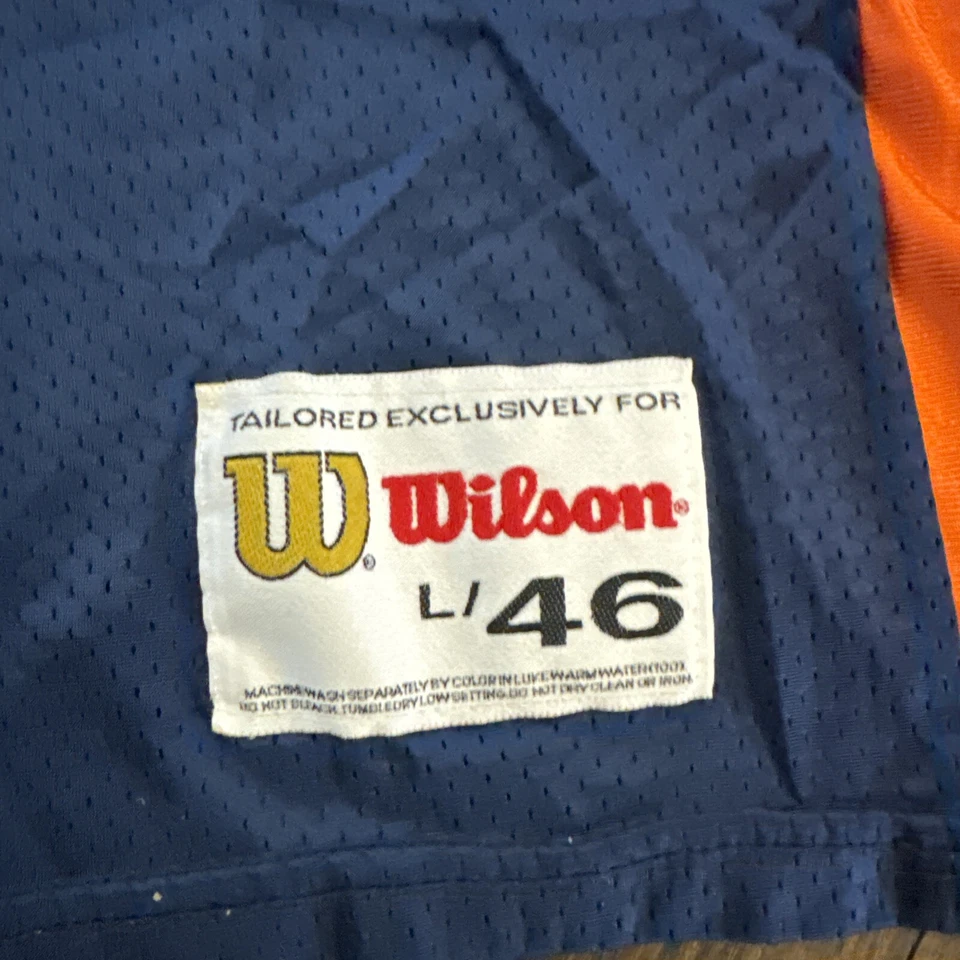 TAILORED EXCLUSIVELY FOR
W® Wilson®
L/46
MACHINE WASH SEPARATELY BY COLOR IN LUKEWARM WATER (100).
DO NOT BLEACH. TUMBLE DRY LOW SETTING. DO NOT DRY CLEAN OR IRON.